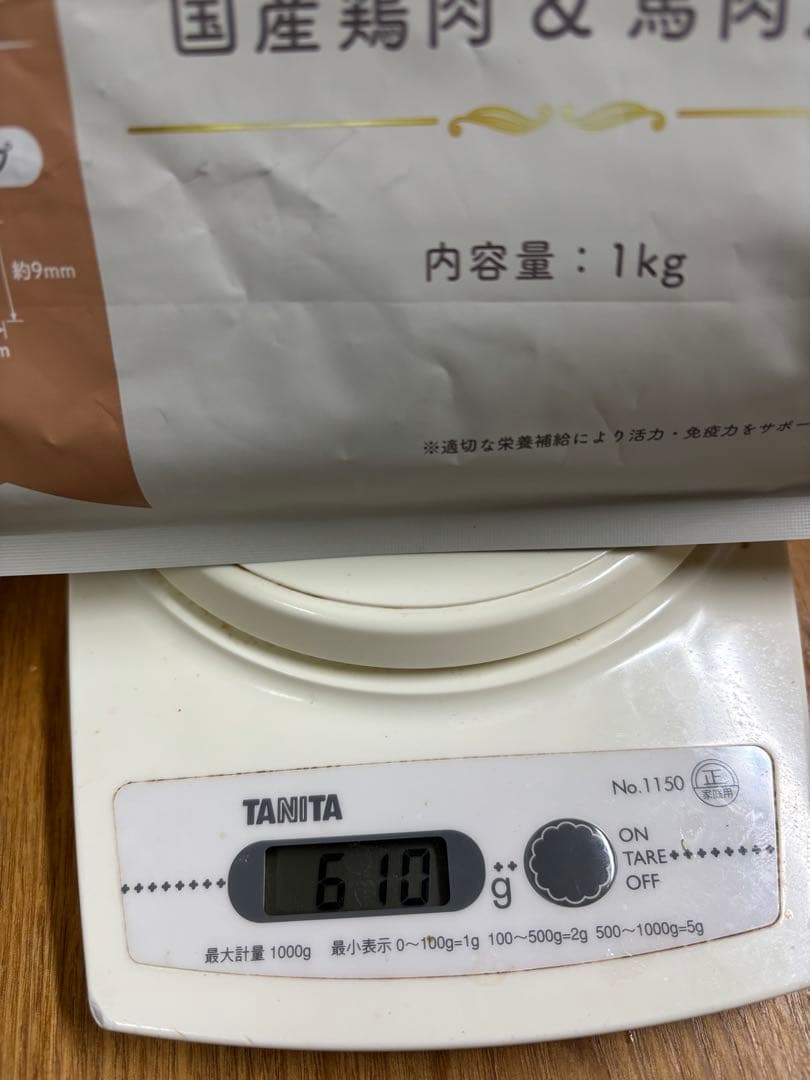 国産鶏肉 & 馬肉
プ
約9mm
m
内容量：1kg
※適切な栄養補給により活力・免疫力をサポー
No.1150
正
家庭用
TANITA
ON
TARE
OFF
610
g
最大計量 1000g 最小表示 0～100g=1g 100～500g=2g 500～1000g=5g